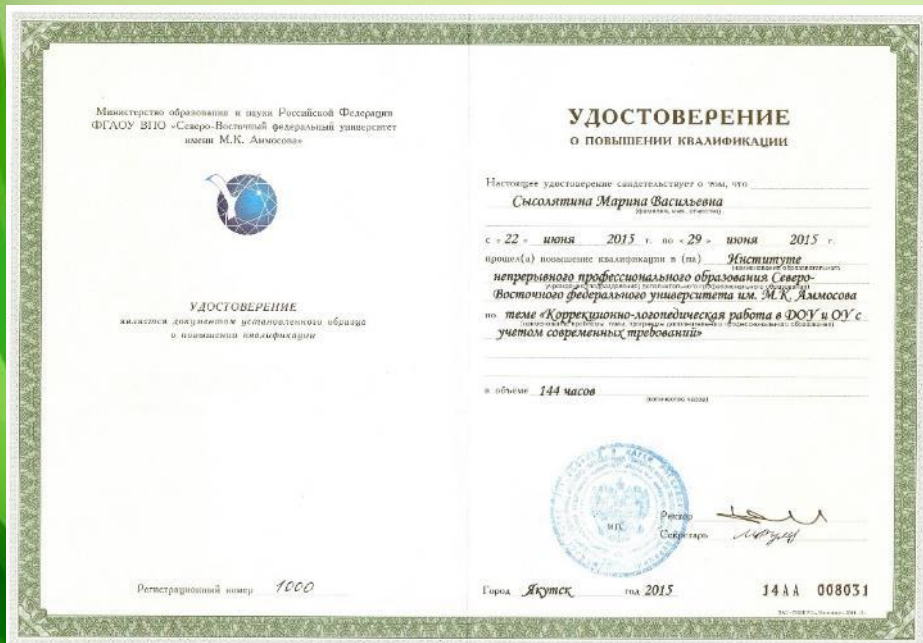 Министерство образования и науки Российской Федерации
ФГАОУ ВПО «Северо-Восточный федеральный университет
имени М.К. Аммосова»
УДОСТОВЕРЕНИЕ
является документом установленного образца
о повышении квалификации
Регистрационный номер 1000
УДОСТОВЕРЕНИЕ
О ПОВЫШЕНИИ КВАЛИФИКАЦИИ
Настоящее удостоверение свидетельствует о том, что
Сысолятина Марина Васильевна
(фамилия, имя, отчество)
с «22» июня 2015 г. по «29» июня 2015 г.
прошел(а) повышение квалификации в (на) Институте
непрерывного профессионального образования Северо-
Восточного федерального университета им. М.К. Аммосова
по теме «Коррекционно-логопедическая работа в ДОУ и ОУ с
учетом современных требований»
в объёме 144 часов
(количество часов)
М.П.
Ректор
Секретарь
Город Якутск год 2015
14АА 008031